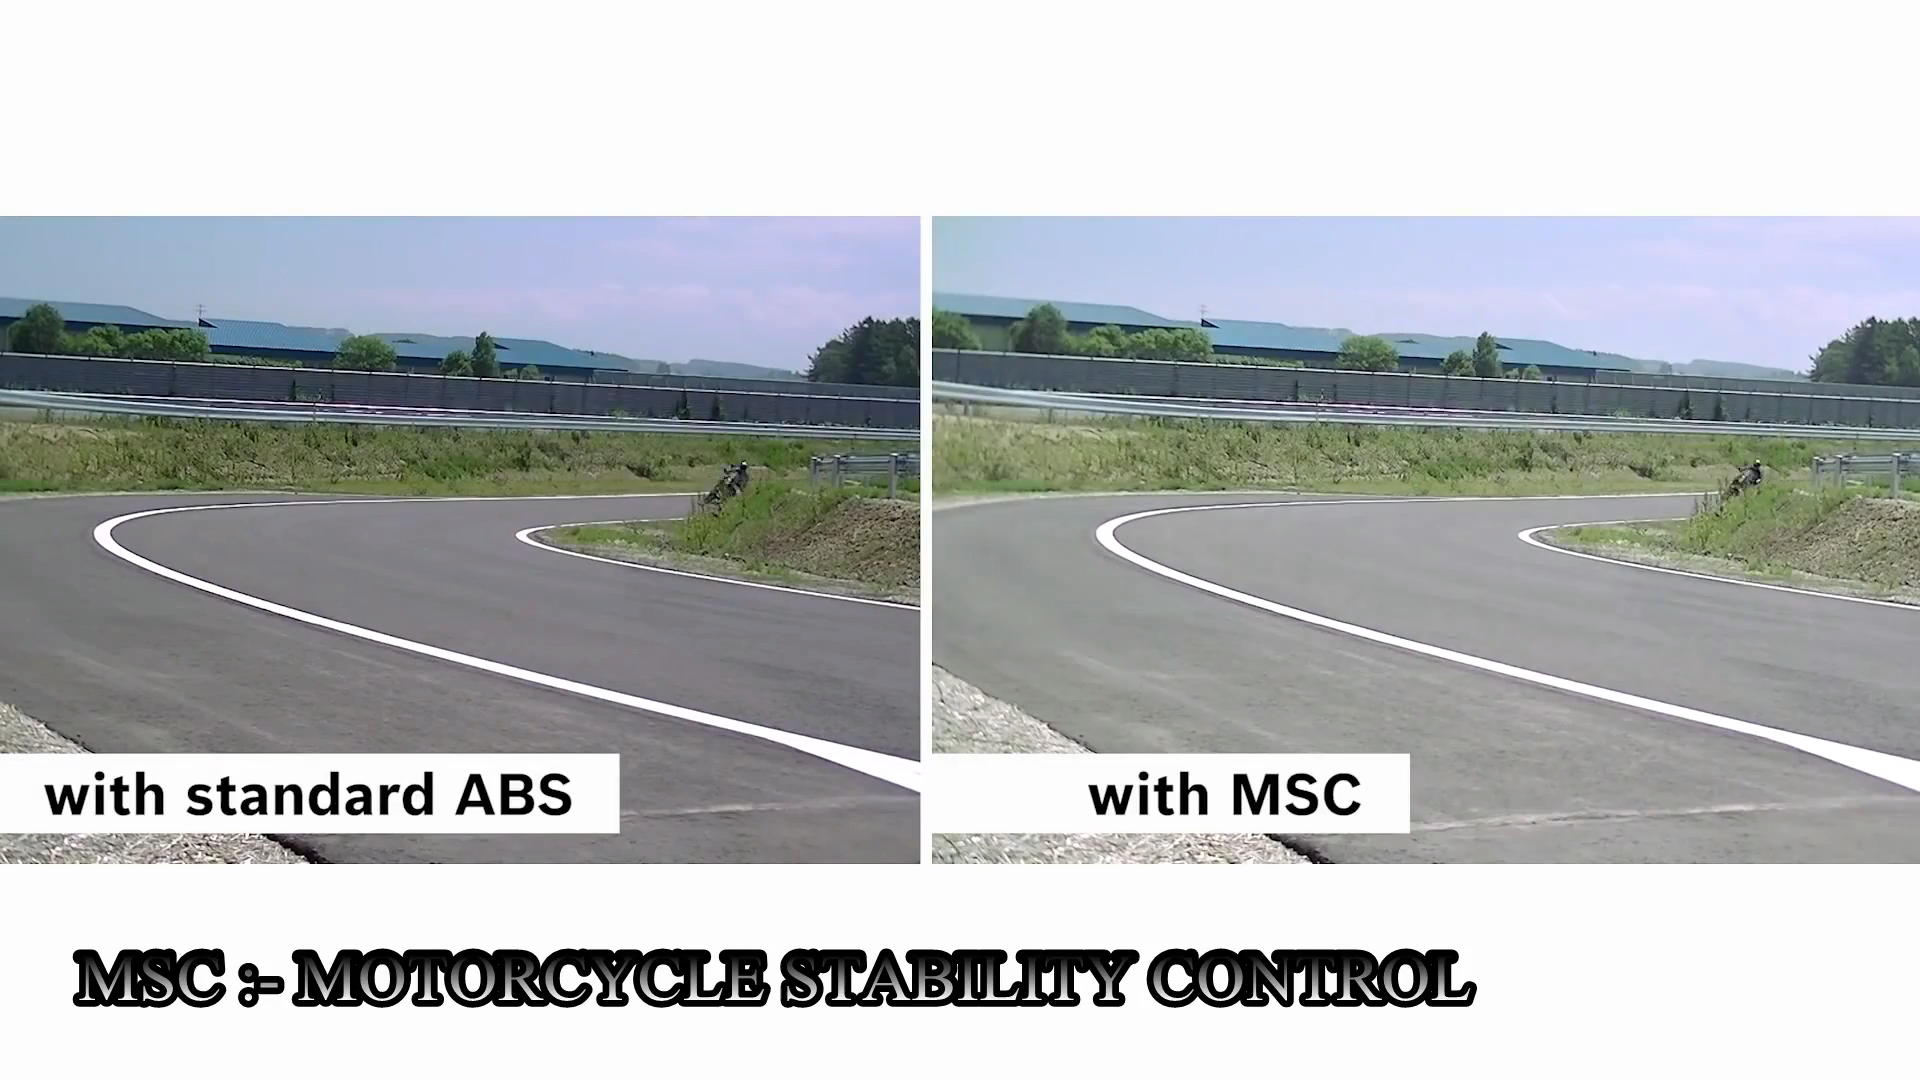 with standard ABS
with MSC
MSC :- MOTORCYCLE STABILITY CONTROL